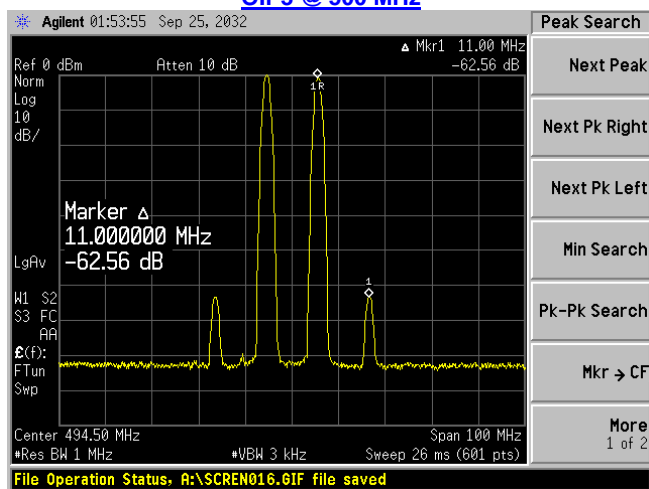 OIP3 @ 500 MHz
Agilent 01:53:55 Sep 25, 2032
Peak Search
Δ Mkr1 11.00 MHz
Ref 0 dBm Atten 10 dB -62.56 dB
Norm
Log
10
dB/
1R
Marker Δ
11.000000 MHz
-62.56 dB
LgAv
1
W1 S2
S3 FC
AA
£(f):
FTun
Swp
Center 494.50 MHz Span 100 MHz
#Res BW 1 MHz #VBW 3 kHz Sweep 26 ms (601 pts)
File Operation Status, A:\SCREN016.GIF file saved
Next Peak
Next Pk Right
Next Pk Left
Min Search
Pk-Pk Search
Mkr → CF
More
1 of 2